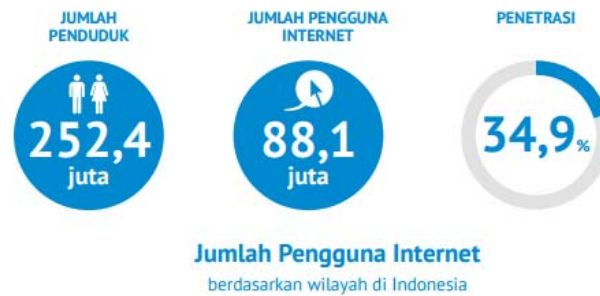 JUMLAH
PENDUDUK
252,4
juta
JUMLAH PENGGUNA
INTERNET
88,1
juta
PENETRASI
34,9%
Jumlah Pengguna Internet
berdasarkan wilayah di Indonesia